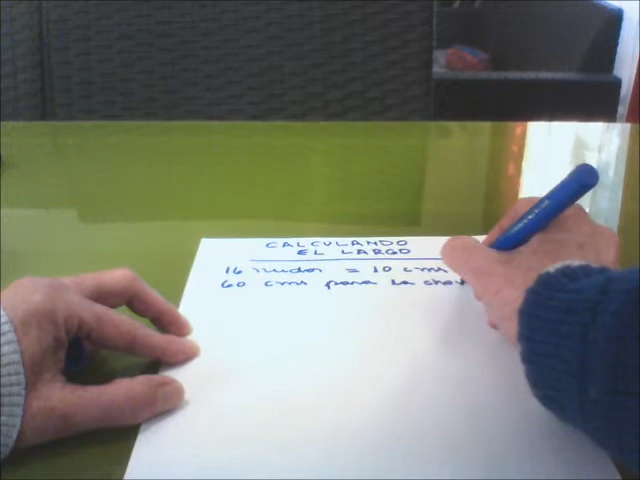 CALCULANDO
EL LARGO
16 nudos = 10 cms
60 cms para la